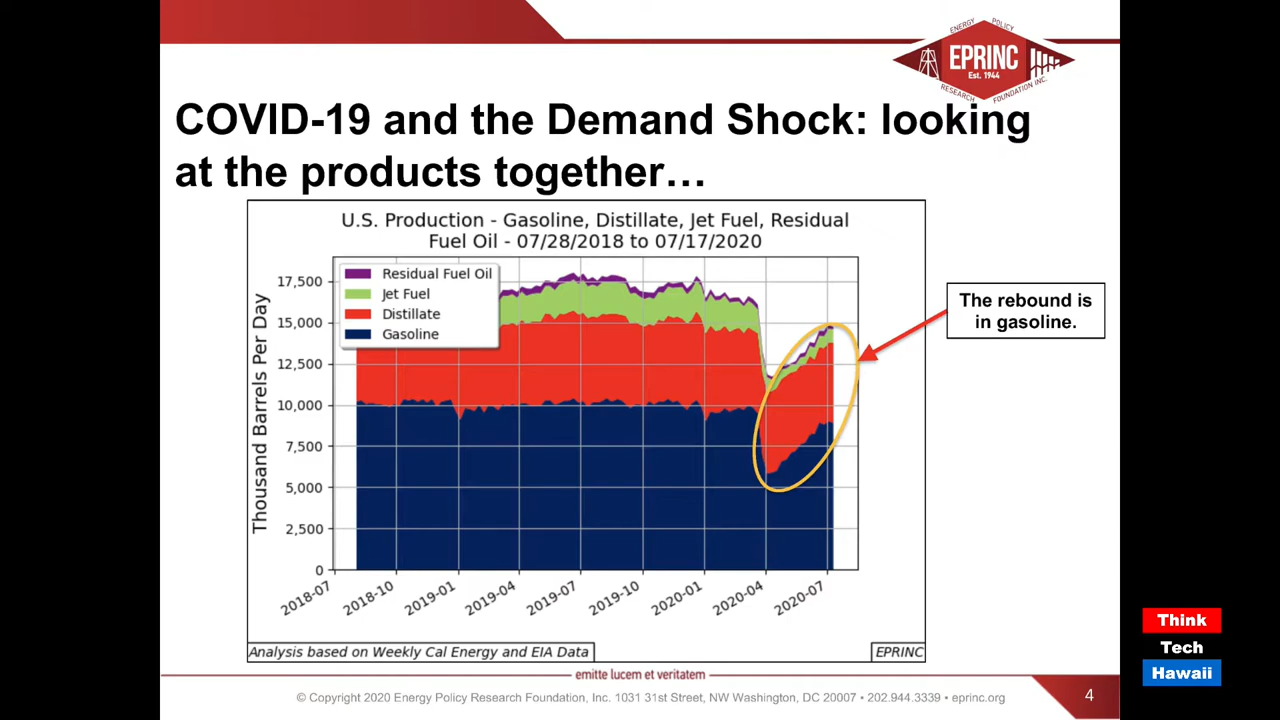 ENERGY POLICY
EPRINC
Est. 1944
RESEARCH FOUNDATION INC.
COVID-19 and the Demand Shock: looking
at the products together…
U.S. Production - Gasoline, Distillate, Jet Fuel, Residual
Fuel Oil - 07/28/2018 to 07/17/2020
Residual Fuel Oil
Jet Fuel
Distillate
Gasoline
Thousand Barrels Per Day
17,500
15,000
12,500
10,000
7,500
5,000
2,500
0
2018-07
2018-10
2019-01
2019-04
2019-07
2019-10
2020-01
2020-04
2020-07
The rebound is
in gasoline.
Analysis based on Weekly Cal Energy and EIA Data
EPRINC
emitte lucem et veritatem
© Copyright 2020 Energy Policy Research Foundation, Inc. 1031 31st Street, NW Washington, DC 20007 • 202.944.3339 • eprinc.org
4
Think
Tech
Hawaii